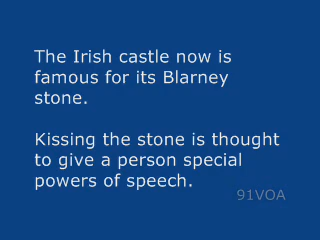 The Irish castle now is
famous for its Blarney
stone.
Kissing the stone is thought
to give a person special
powers of speech.
91VOA